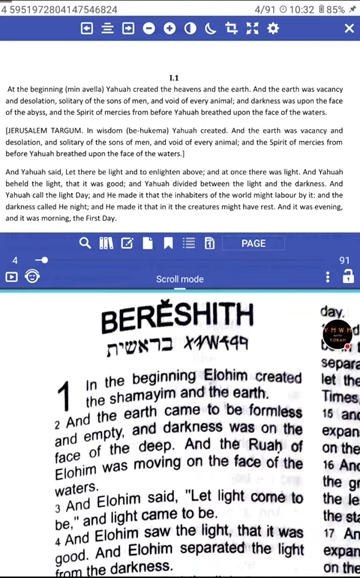 4 5951972804147546824
4/91
10:32
85%
I.1
At the beginning (min avella) Yahuah created the heavens and the earth. And the earth was vacancy
and desolation, solitary of the sons of men, and void of every animal; and darkness was upon the face
of the abyss, and the Spirit of mercies from before Yahuah breathed upon the face of the waters.
[JERUSALEM TARGUM. In wisdom (be-hukema) Yahuah created. And the earth was vacancy and
desolation, and solitary of the sons of men, and void of every animal; and the Spirit of mercies from
before Yahuah breathed upon the face of the waters.]
And Yahuah said, Let there be light and to enlighten above; and at once there was light. And Yahuah
beheld the light, that it was good; and Yahuah divided between the light and the darkness. And
Yahuah call the light Day; and He made it that the inhabiters of the world might labour by it: and the
darkness called He night; and He made it that in it the creatures might have rest. And it was evening,
and it was morning, the First Day.
PAGE
4
91
Scroll mode
BERĔSHITH
בראשית 𐤁𐤓𐤀𐤔𐤉𐤕
1 In the beginning Elohim created
the shamayim and the earth.
2 And the earth came to be formless
and empty, and darkness was on the
face of the deep. And the Ruaḥ of
Elohim was moving on the face of the
waters.
3 And Elohim said, "Let light come to
be," and light came to be.
4 And Elohim saw the light, that it was
good. And Elohim separated the light
from the darkness.
day.
separa
let the
Times
15 and
expan
on the
16 And
the gr
the le
the sta
17 An
expan
on the